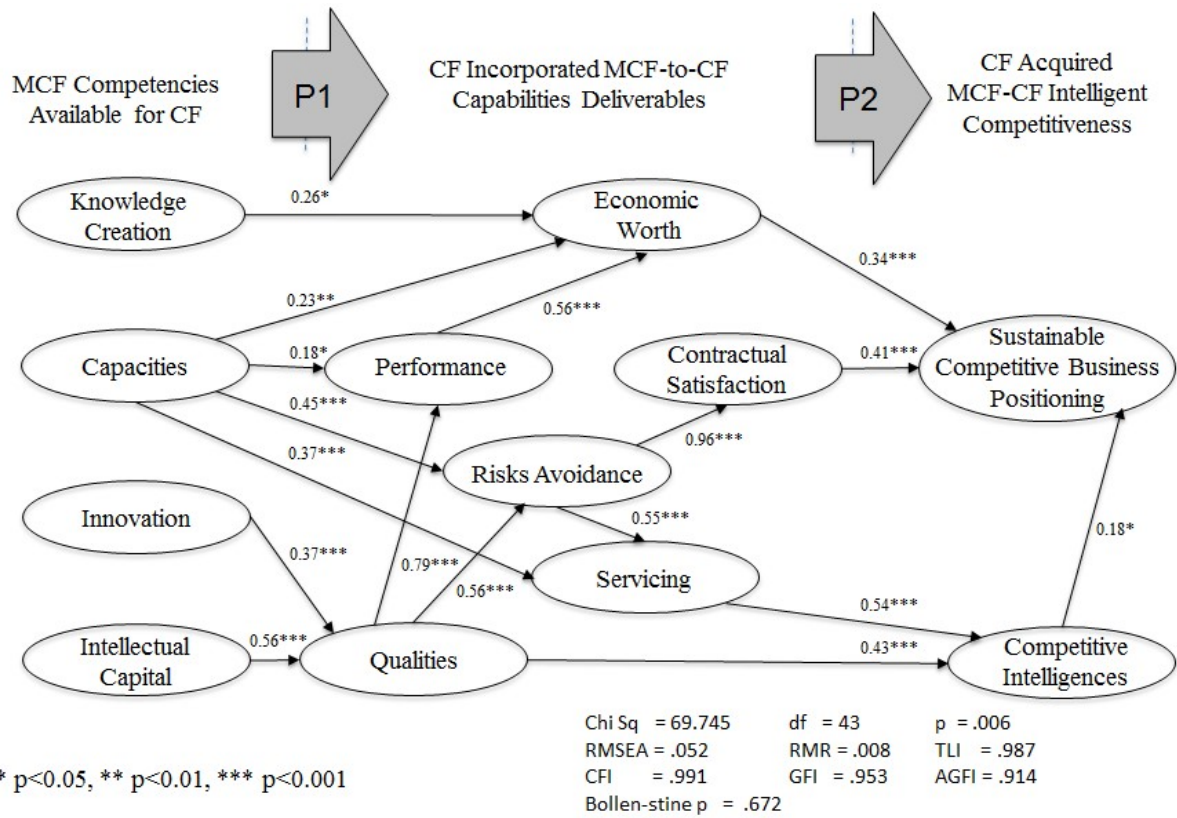 MCF Competencies
Available for CF
P1
CF Incorporated MCF-to-CF
Capabilities Deliverables
P2
CF Acquired
MCF-CF Intelligent
Competitiveness
Knowledge
Creation
0.26*
Economic
Worth
0.34***
0.23**
0.56***
Capacities
0.18*
Performance
Contractual
Satisfaction
0.41***
Sustainable
Competitive Business
Positioning
0.45***
0.96***
0.37***
Risks Avoidance
Innovation
0.55***
0.18*
0.37***
0.79***
0.56***
Servicing
0.54***
Intellectual
Capital
0.56***
Qualities
0.43***
Competitive
Intelligences
Chi Sq = 69.745 df = 43 p = .006
RMSEA = .052 RMR = .008 TLI = .987
CFI = .991 GFI = .953 AGFI = .914
Bollen-stine p = .672
* p<0.05, ** p<0.01, *** p<0.001